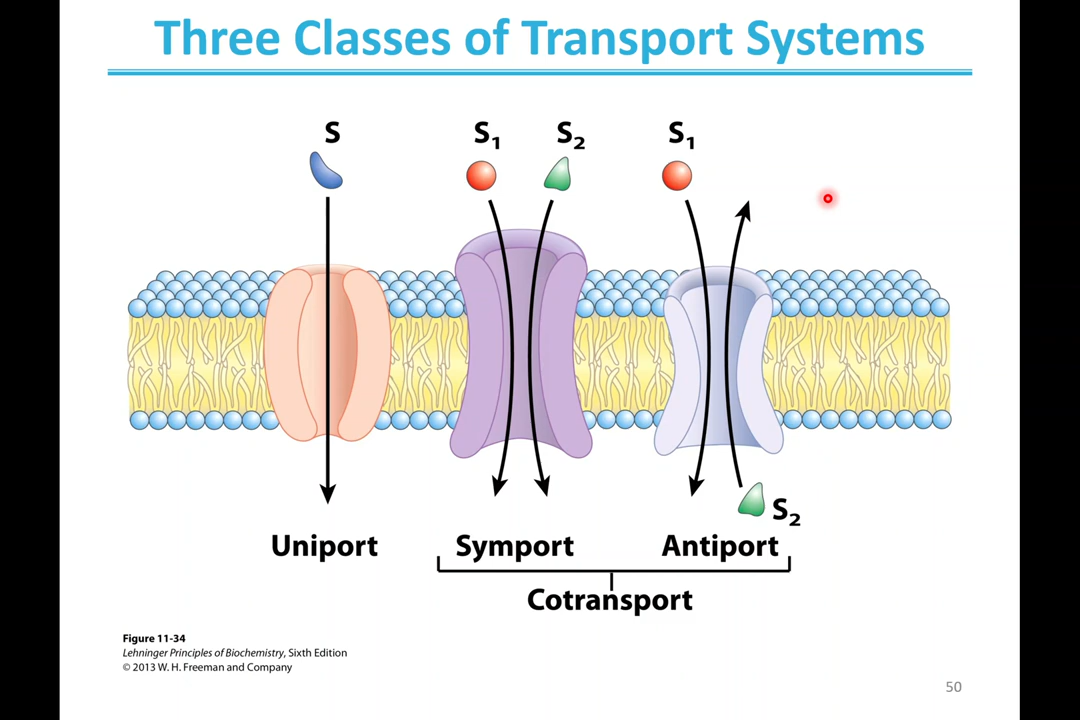 Three Classes of Transport Systems
S
S₁
S₂
S₁
S₂
Uniport
Symport
Antiport
Cotransport
Figure 11-34
Lehninger Principles of Biochemistry, Sixth Edition
© 2013 W. H. Freeman and Company
50